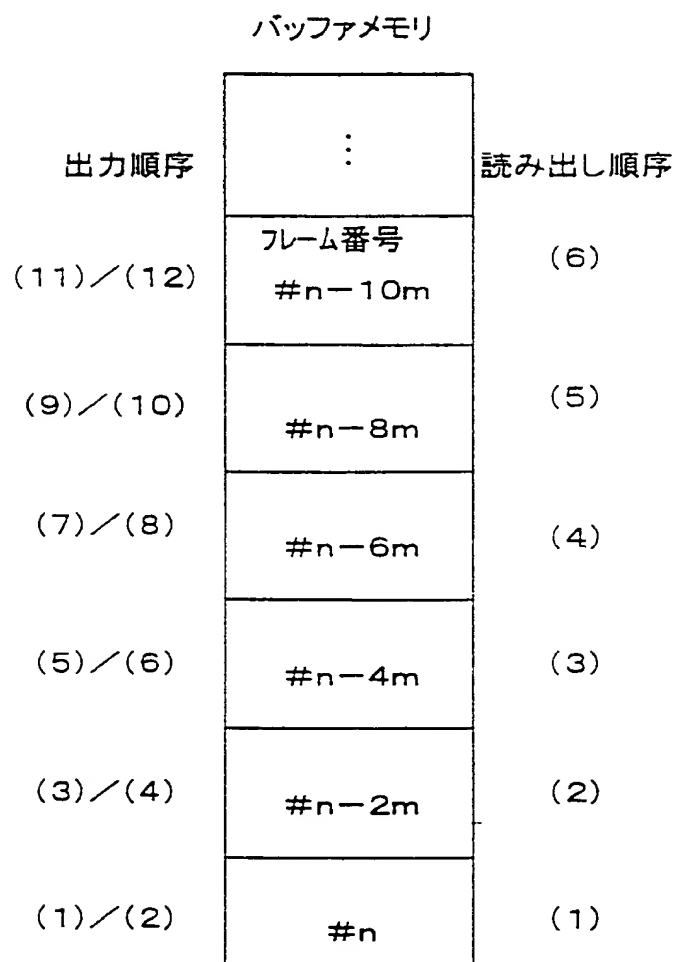 バッファメモリ
出力順序
⋮
読み出し順序
(11)/(12)
フレーム番号
#n-10m
(6)
(9)/(10)
#n-8m
(5)
(7)/(8)
#n-6m
(4)
(5)/(6)
#n-4m
(3)
(3)/(4)
#n-2m
(2)
(1)/(2)
#n
(1)